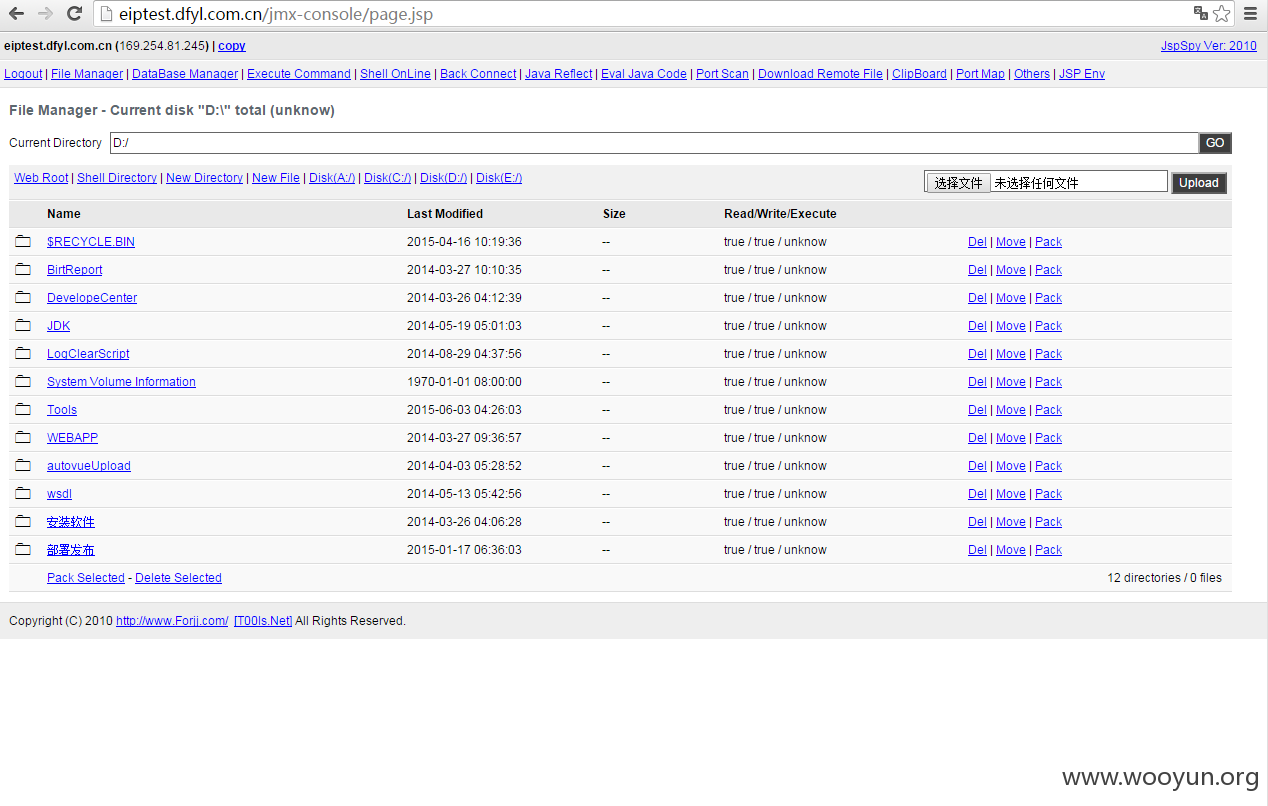 eiptest.dfyl.com.cn/jmx-console/page.jsp
eiptest.dfyl.com.cn (169.254.81.245) | copy JspSpy Ver: 2010
Logout | File Manager | DataBase Manager | Execute Command | Shell OnLine | Back Connect | Java Reflect | Eval Java Code | Port Scan | Download Remote File | ClipBoard | Port Map | Others | JSP Env
File Manager - Current disk "D:\" total (unknow)
Current Directory D:/ GO
Web Root | Shell Directory | New Directory | New File | Disk(A:/) | Disk(C:/) | Disk(D:/) | Disk(E:/) 选择文件 未选择任何文件 Upload
Name Last Modified Size Read/Write/Execute
$RECYCLE.BIN 2015-04-16 10:19:36 -- true / true / unknow Del | Move | Pack
BirtReport 2014-03-27 10:10:35 -- true / true / unknow Del | Move | Pack
DevelopeCenter 2014-03-26 04:12:39 -- true / true / unknow Del | Move | Pack
JDK 2014-05-19 05:01:03 -- true / true / unknow Del | Move | Pack
LogClearScript 2014-08-29 04:37:56 -- true / true / unknow Del | Move | Pack
System Volume Information 1970-01-01 08:00:00 -- true / true / unknow Del | Move | Pack
Tools 2015-06-03 04:26:03 -- true / true / unknow Del | Move | Pack
WEBAPP 2014-03-27 09:36:57 -- true / true / unknow Del | Move | Pack
autovueUpload 2014-04-03 05:28:52 -- true / true / unknow Del | Move | Pack
wsdl 2014-05-13 05:42:56 -- true / true / unknow Del | Move | Pack
安装软件 2014-03-26 04:06:28 -- true / true / unknow Del | Move | Pack
部署发布 2015-01-17 06:36:03 -- true / true / unknow Del | Move | Pack
Pack Selected - Delete Selected 12 directories / 0 files
Copyright (C) 2010 http://www.Forjj.com/ [T00ls.Net] All Rights Reserved.
www.wooyun.org